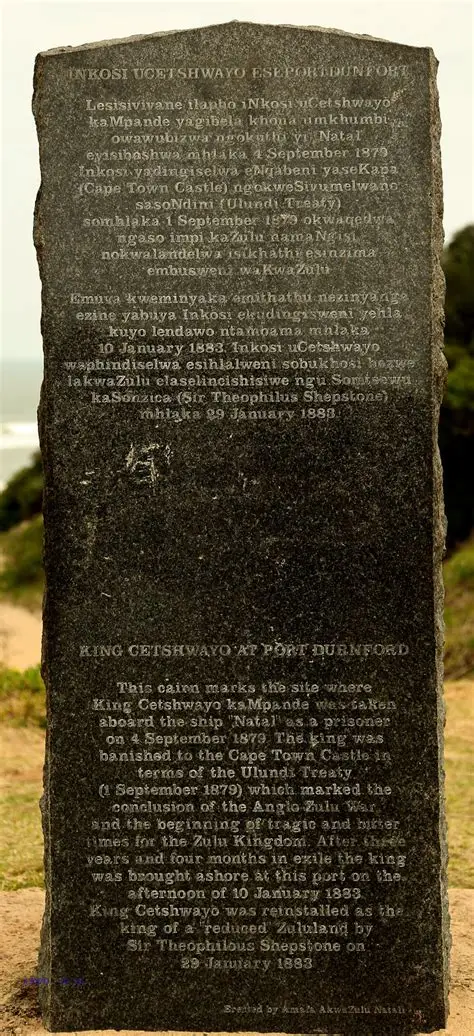 INKOSI UCETSHWAYO ESEPORTDUNFORT
Lesisivivane ilapho iNkosi uCetshwayo
kaMpande yagibela khona umkhumbi
owawubizwa ngokuthi yi "Natal"
eyisiboshwa mhlaka 4 September 1879
Inkosi yadingiselwa eNqabeni yaseKapa
(Cape Town Castle) ngokweSivumelwano
sasoNdini (Ulundi Treaty)
somhlaka 1 September 1879 okwaqedwa
ngaso impi kaZulu namaNgisi
nokwalandelwa isikhathi esinzima
embusweni waKwaZulu
Emuva kweminyaka emithathu nezinyanga
ezine yabuya Inkosi ekudingisweni yehla
kuyo lendawo ntambama mhlaka
10 January 1883. Inkosi uCetshwayo
waphindiselwa esihlalweni sobukhosi bezwe
lakwaZulu elaselincishisiwe ngu Somtsewu
kaSonzica (Sir Theophilus Shepstone)
mhlaka 29 January 1883
KING CETSHWAYO AT PORT DURNFORD
This cairn marks the site where
King Cetshwayo kaMpande was taken
aboard the ship "Natal" as a prisoner
on 4 September 1879. The king was
banished to the Cape Town Castle in
terms of the Ulundi Treaty
(1 September 1879) which marked the
conclusion of the Anglo Zulu War
and the beginning of tragic and bitter
times for the Zulu Kingdom. After three
years and four months in exile the king
was brought ashore at this port on the
afternoon of 10 January 1883
King Cetshwayo was reinstalled as the
king of a "reduced" Zululand by
Sir Theophilous Shepstone on
29 January 1883
Erected by Amafa AkwaZulu Natali